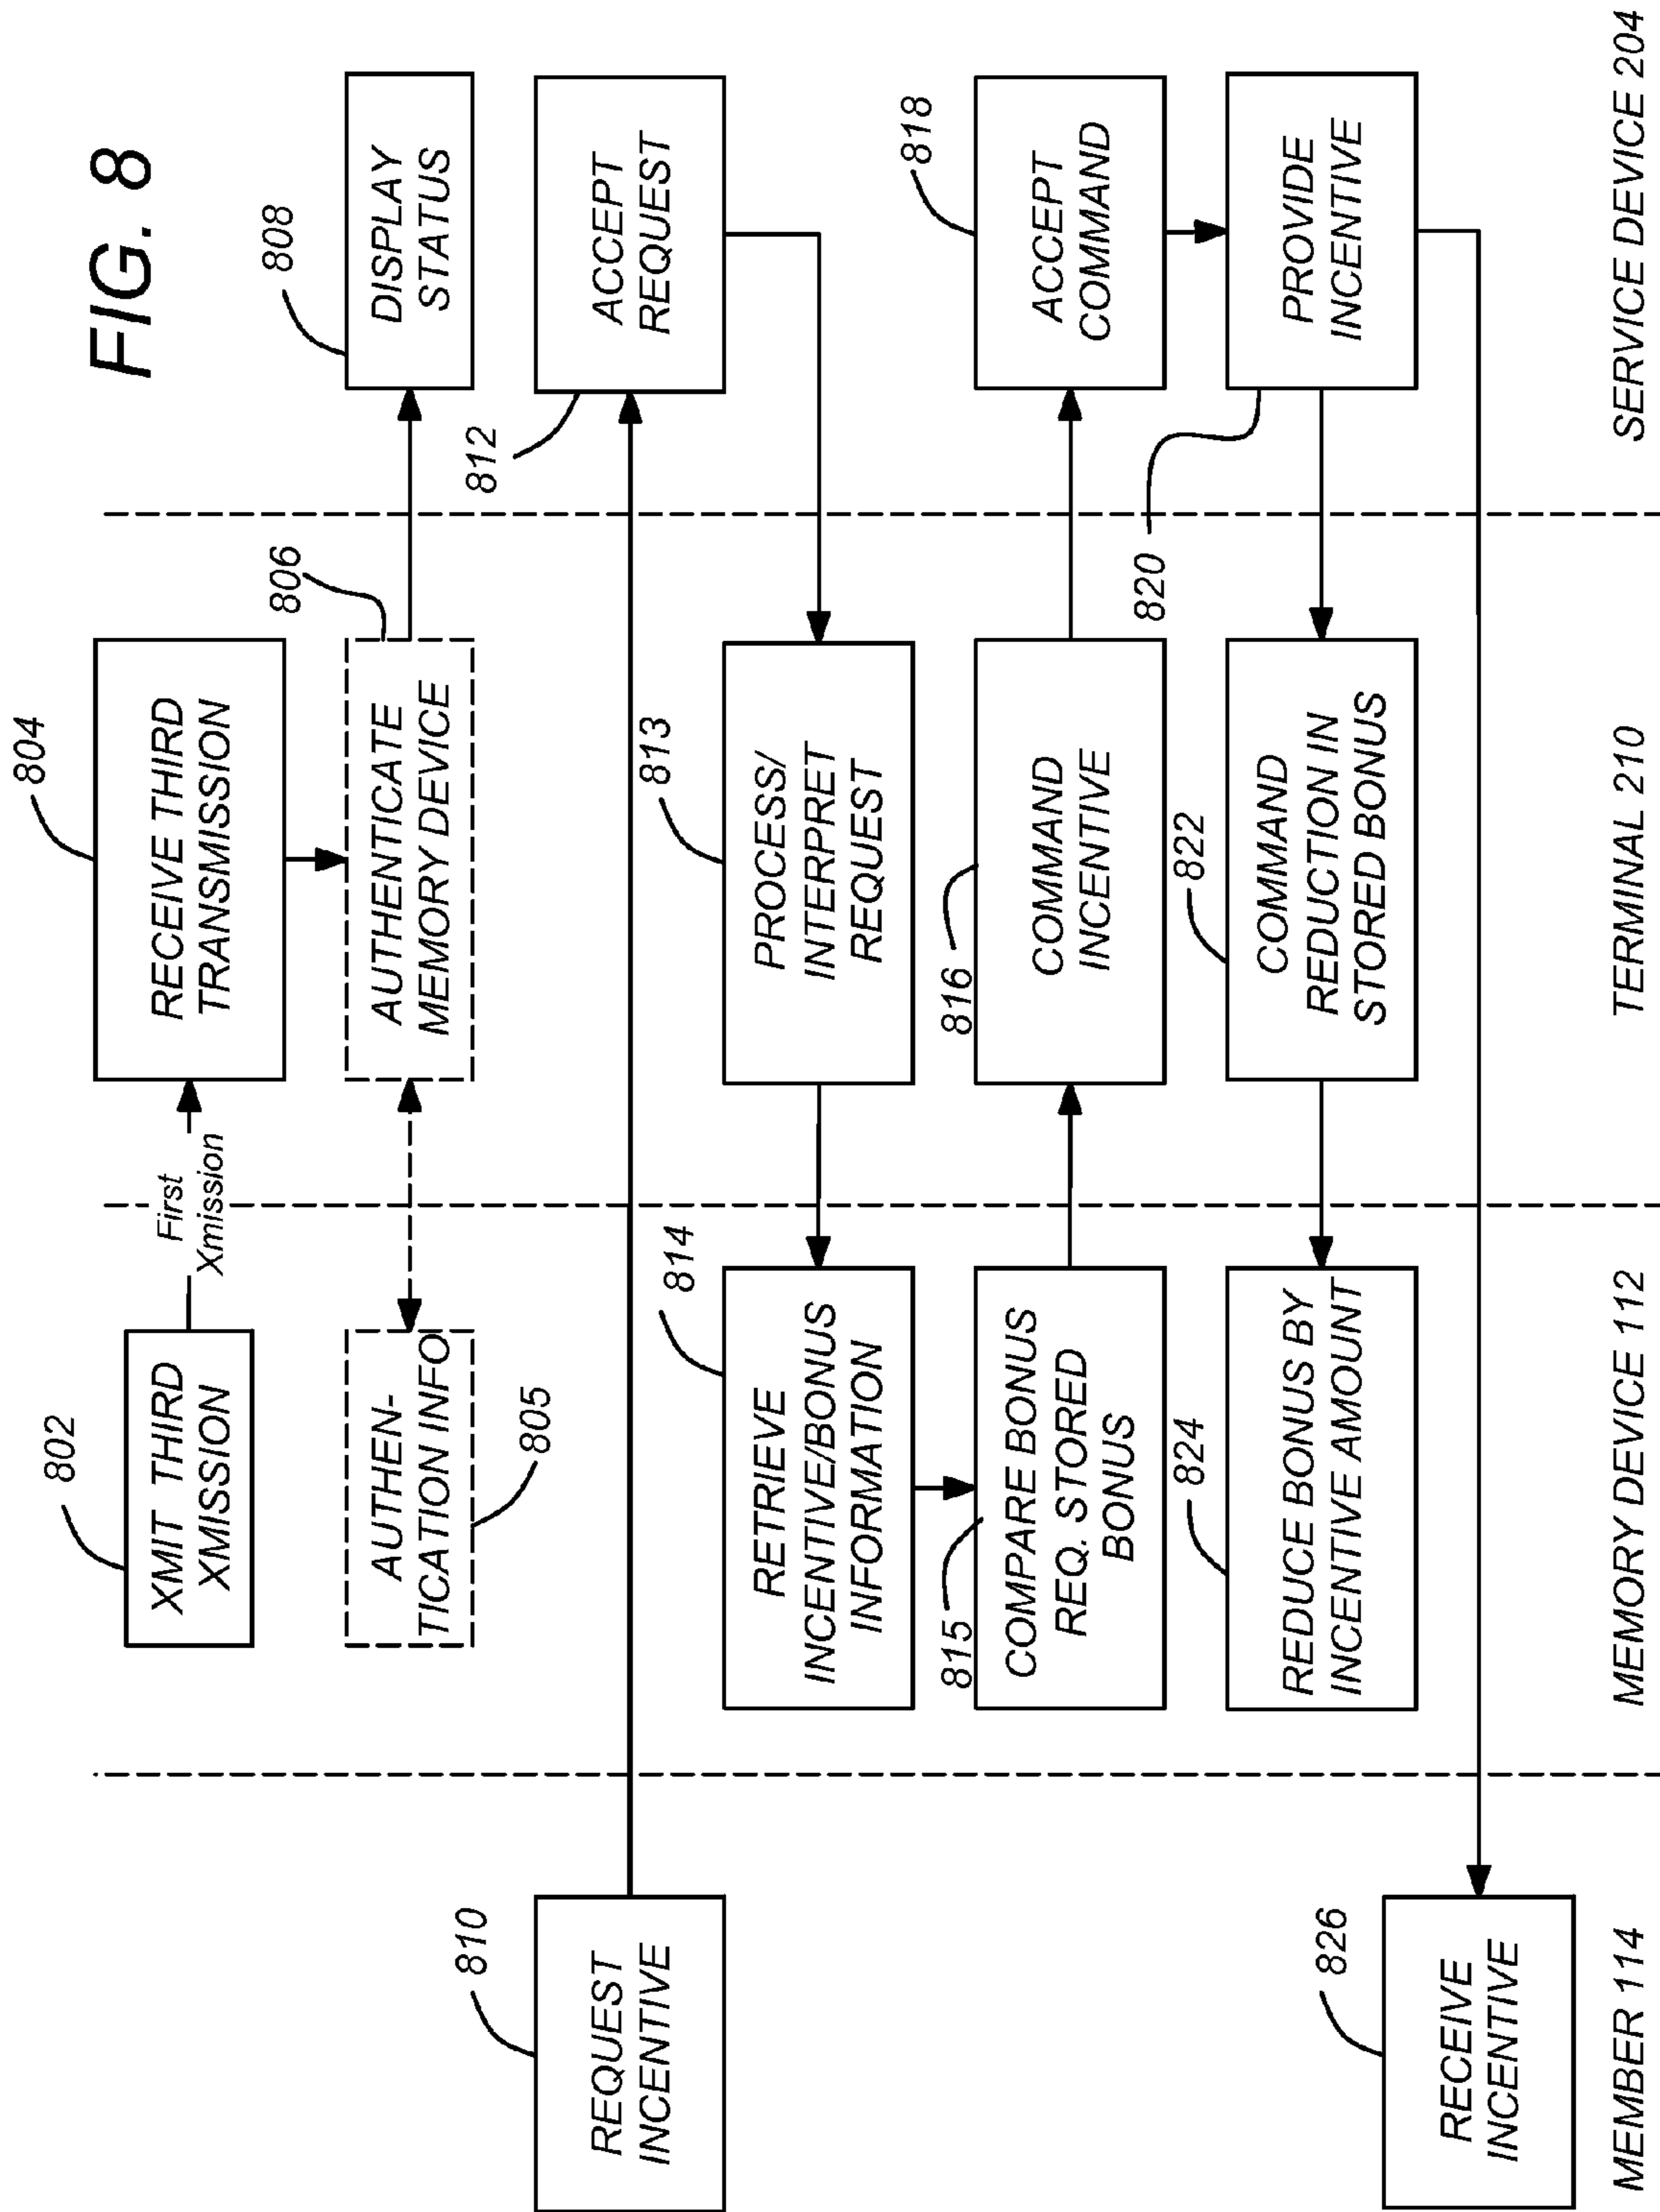 FIG. 8
802
XMIT THIRD
XMISSION
First
Xmission
804
RECEIVE THIRD
TRANSMISSION
AUTHEN-
TICATION INFO
805
806
AUTHENTICATE
MEMORY DEVICE
808
DISPLAY
STATUS
810
REQUEST
INCENTIVE
812
ACCEPT
REQUEST
813
PROCESS/
INTERPRET
REQUEST
814
RETRIEVE
INCENTIVE/BONUS
INFORMATION
815
COMPARE BONUS
REQ. STORED
BONUS
816
COMMAND
INCENTIVE
818
ACCEPT
COMMAND
820
PROVIDE
INCENTIVE
822
COMMAND
REDUCTION IN
STORED BONUS
824
REDUCE BONUS BY
INCENTIVE AMOUNT
826
RECEIVE
INCENTIVE
MEMBER 114
MEMORY DEVICE 112
TERMINAL 210
SERVICE DEVICE 204